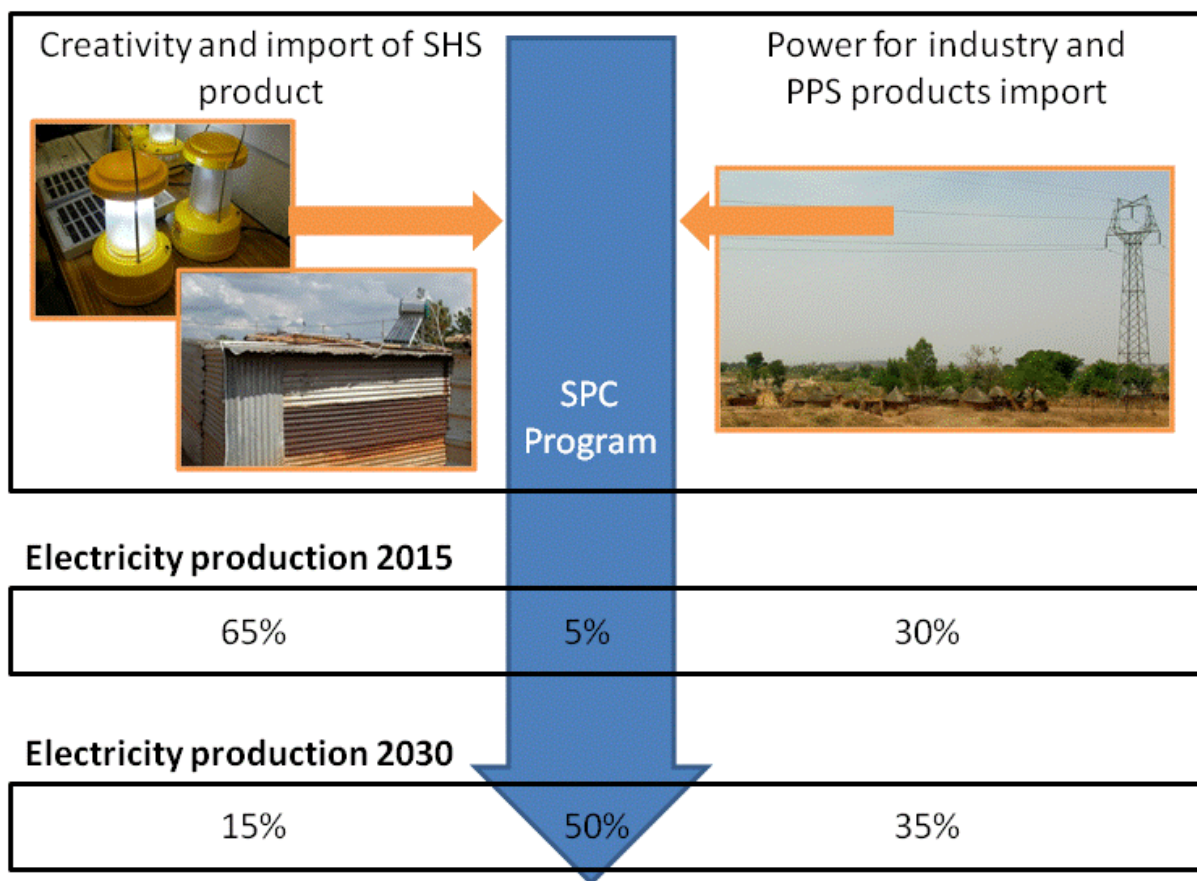 Creativity and import of SHS
product
Power for industry and
PPS products import
SPC
Program
Electricity production 2015
65%
5%
30%
Electricity production 2030
15%
50%
35%